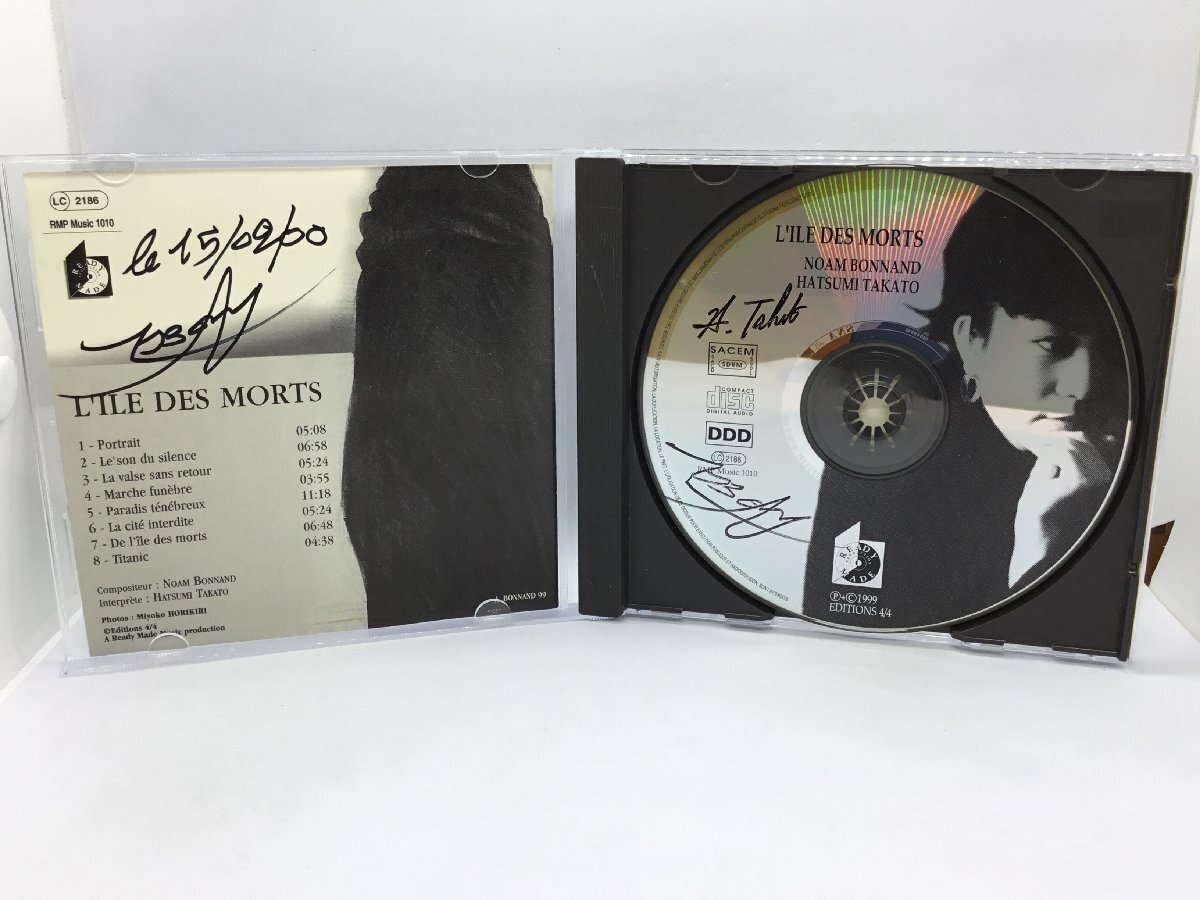 LC 2186
RMP Music 1010
READY MADE
le 15/02/00
L'ILE DES MORTS
1 - Portrait 05:08
2 - Le son du silence 06:58
3 - La valse sans retour 05:24
4 - Marche funèbre 03:55
5 - Paradis ténébreux 11:18
6 - La cité interdite 05:24
7 - De l'île des morts 06:48
8 - Titanic 04:38
Compositeur : NOAM BONNAND
Interprète : HATSUMI TAKATO
Photos : Miyoko HORIKIRI
©Editions 4/4
A Ready Made Music production
BONNAND 99
L'ILE DES MORTS
NOAM BONNAND
HATSUMI TAKATO
SACEM
SDRM
COMPACT
disc
DIGITAL AUDIO
DDD
LC 2186
RMP Music 1010
READY MADE
℗+©1999
EDITIONS 4/4